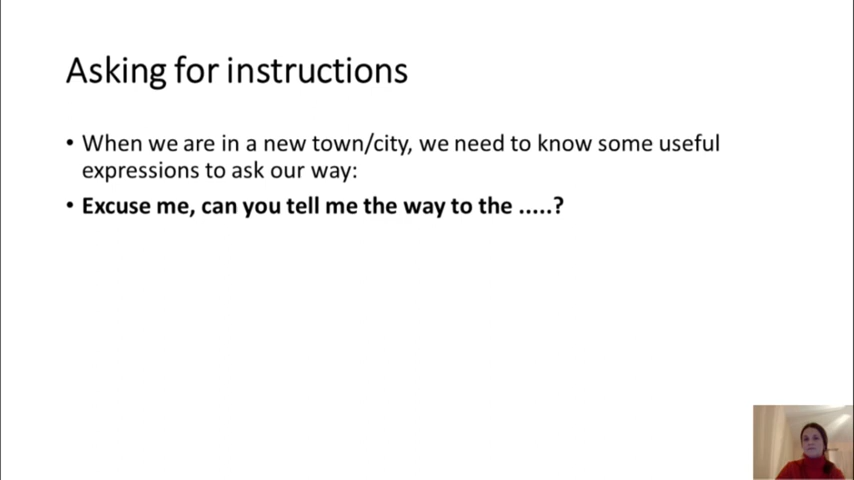 Asking for instructions
• When we are in a new town/city, we need to know some useful
expressions to ask our way:
• Excuse me, can you tell me the way to the .....?